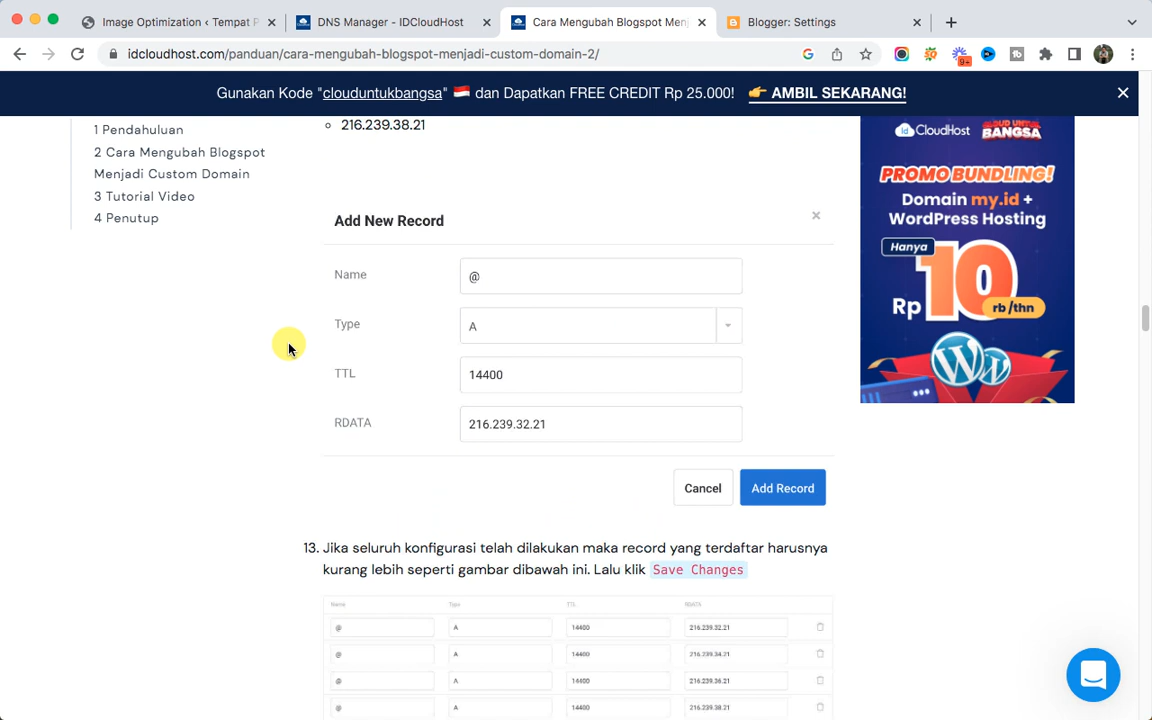 Image Optimization ‹ Tempat P
DNS Manager - IDCloudHost
Cara Mengubah Blogspot Menj
Blogger: Settings
idcloudhost.com/panduan/cara-mengubah-blogspot-menjadi-custom-domain-2/
9+
Gunakan Kode "clouduntukbangsa" 🇮🇩 dan Dapatkan FREE CREDIT Rp 25.000! 👉 AMBIL SEKARANG!
1 Pendahuluan
2 Cara Mengubah Blogspot
Menjadi Custom Domain
3 Tutorial Video
4 Penutup
216.239.38.21
Add New Record
Name
@
Type
A
TTL
14400
RDATA
216.239.32.21
Cancel
Add Record
13. Jika seluruh konfigurasi telah dilakukan maka record yang terdaftar harusnya
kurang lebih seperti gambar dibawah ini. Lalu klik Save Changes
Name Type TTL RDATA
@ A 14400 216.239.32.21
@ A 14400 216.239.34.21
@ A 14400 216.239.36.21
@ A 14400 216.239.38.21
id CloudHost
CLOUD UNTUK
BANGSA
PROMO BUNDLING!
Domain my.id +
WordPress Hosting
Hanya
Rp 10 rb/thn